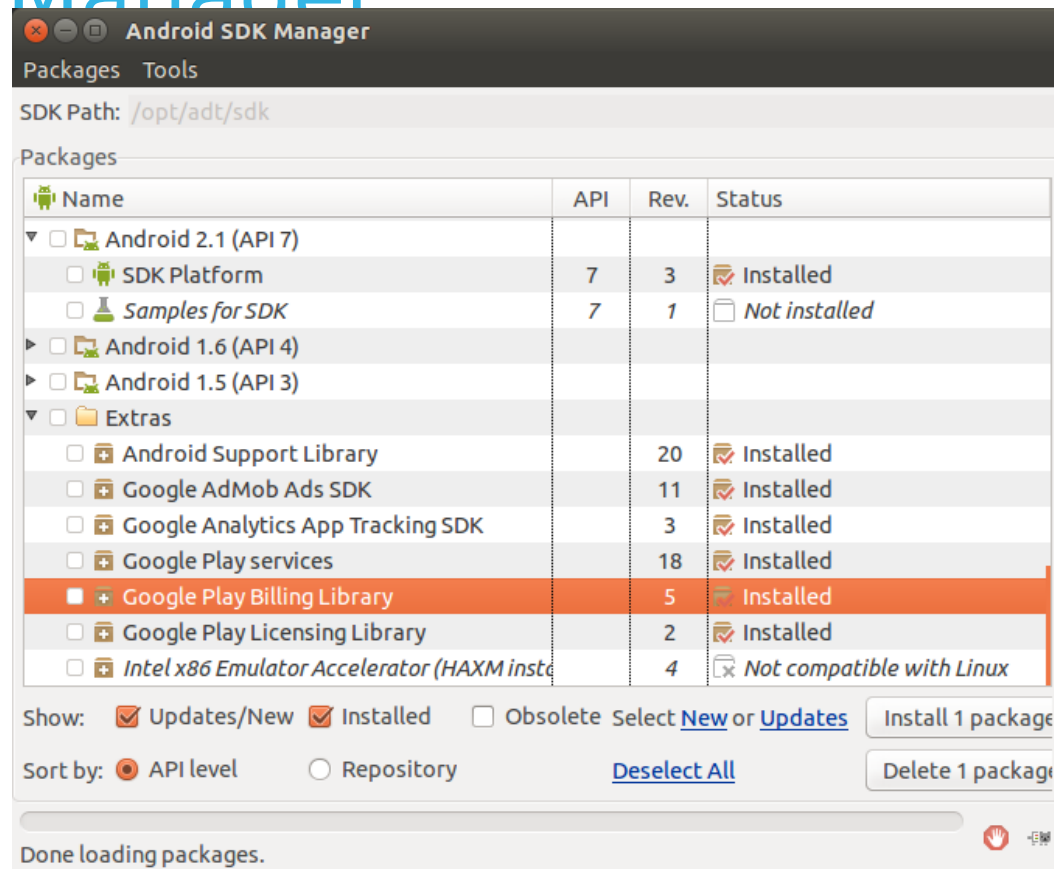 Manager
Android SDK Manager
Packages Tools
SDK Path: /opt/adt/sdk
Packages
Name API Rev. Status
Android 2.1 (API 7)
SDK Platform 7 3 Installed
Samples for SDK 7 1 Not installed
Android 1.6 (API 4)
Android 1.5 (API 3)
Extras
Android Support Library 20 Installed
Google AdMob Ads SDK 11 Installed
Google Analytics App Tracking SDK 3 Installed
Google Play services 18 Installed
Google Play Billing Library 5 Installed
Google Play Licensing Library 2 Installed
Intel x86 Emulator Accelerator (HAXM insta 4 Not compatible with Linux
Show: Updates/New Installed Obsolete Select New or Updates Install 1 package
Sort by: API level Repository Deselect All Delete 1 package
Done loading packages.